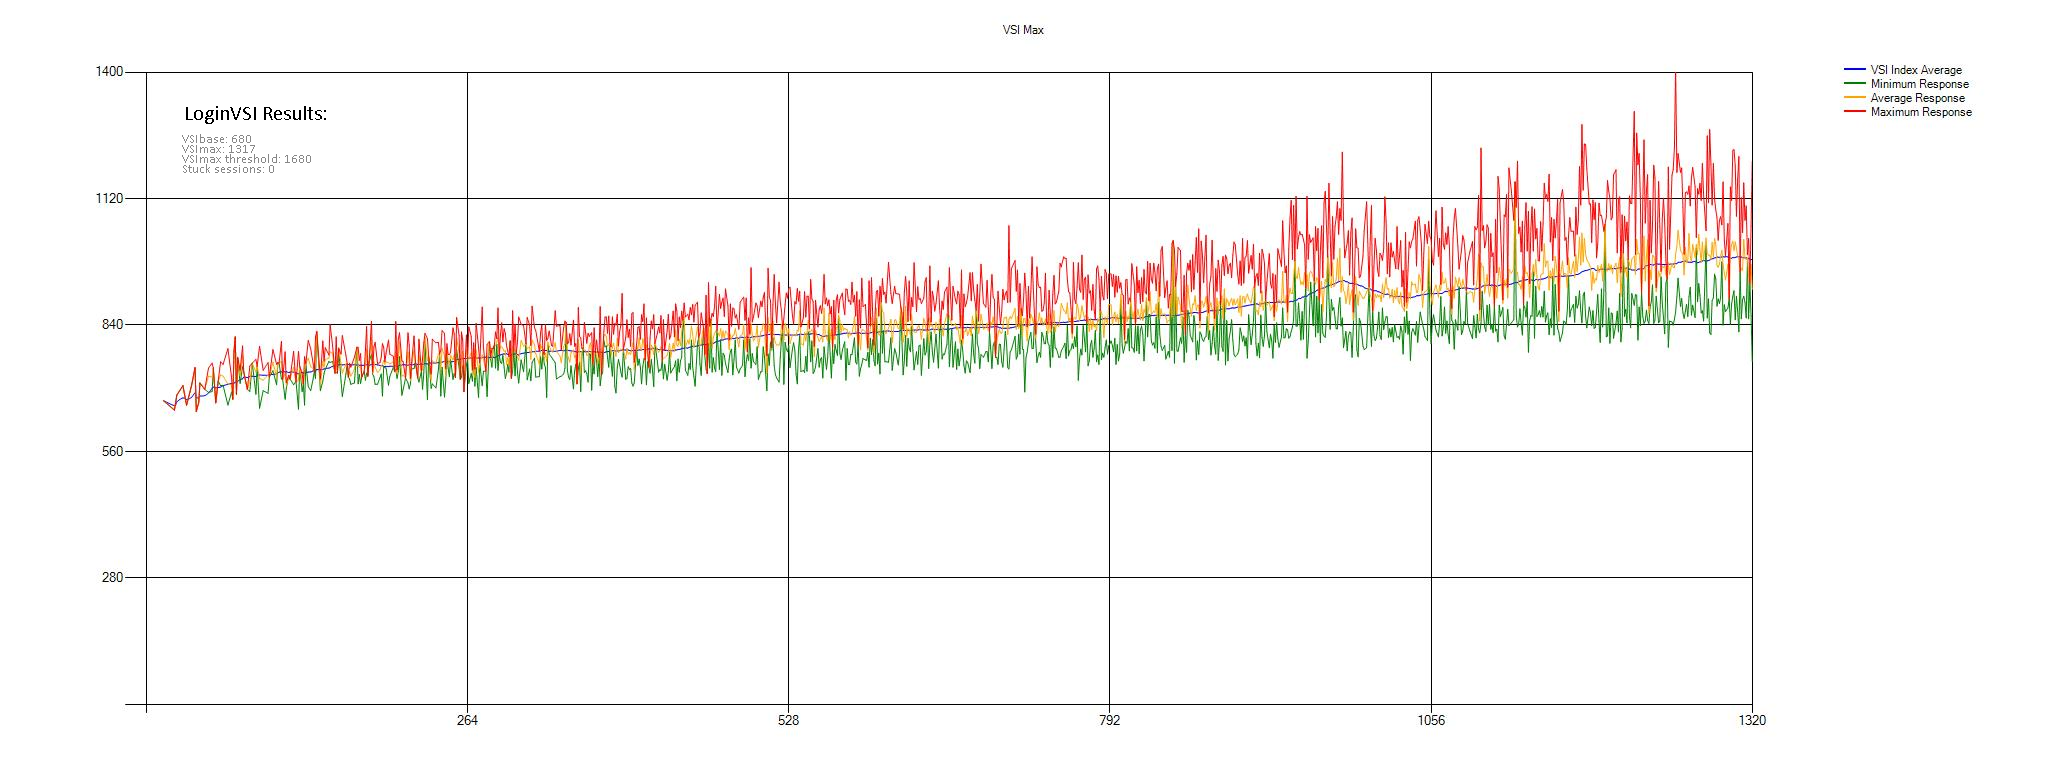 VSI Max
1400
1120
840
560
280
264
528
792
1056
1320
LoginVSI Results:
VSIbase: 680
VSImax: 1317
VSImax threshold: 1680
Stuck sessions: 0
VSI Index Average
Minimum Response
Average Response
Maximum Response